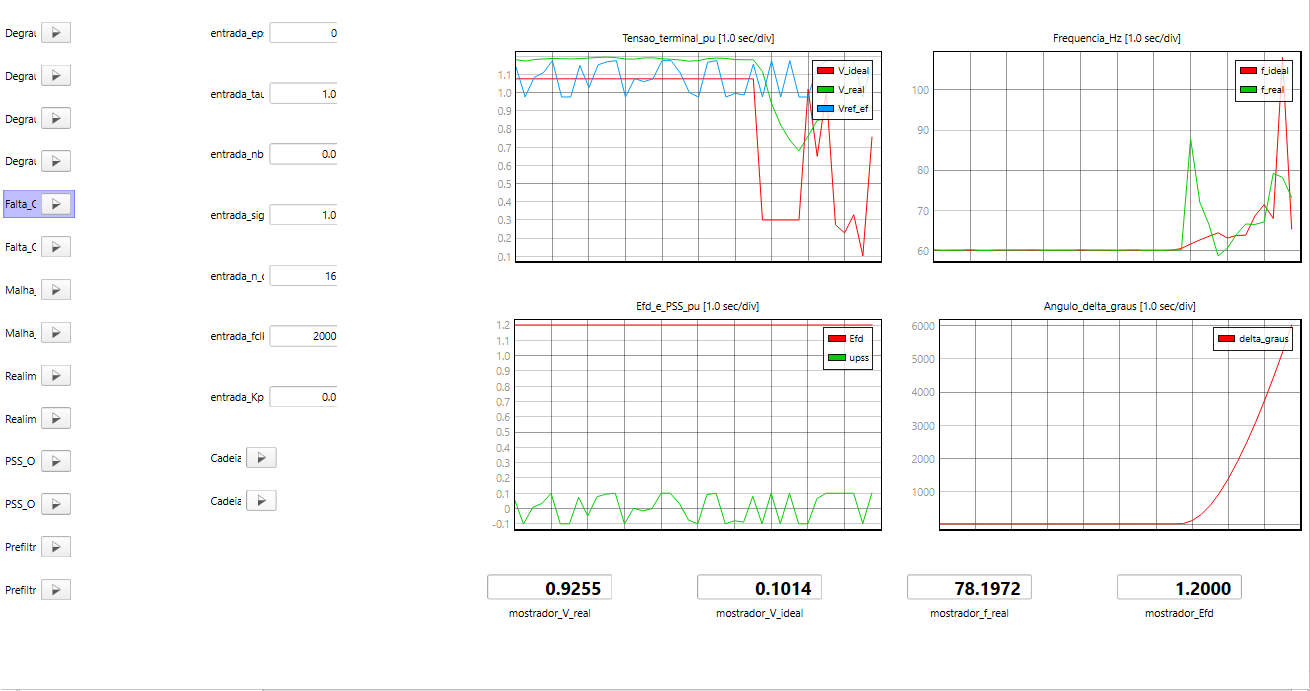 Degrau
Degrau
Degrau
Degrau
Falta_C
Falta_C
Malha_
Malha_
Realim
Realim
PSS_O
PSS_O
Prefiltr
Prefiltr
entrada_ep: 0
entrada_tau 1.0
entrada_nb 0.0
entrada_sig 1.0
entrada_n_c 16
entrada_fcll 2000
entrada_Kp 0.0
Cadeia
Cadeia
Tensao_terminal_pu [1.0 sec/div]
1.1
1.0
0.9
0.8
0.7
0.6
0.5
0.4
0.3
0.2
0.1
V_ideal
V_real
Vref_ef
Frequencia_Hz [1.0 sec/div]
100
90
80
70
60
f_ideal
f_real
Efd_e_PSS_pu [1.0 sec/div]
1.2
1.1
1.0
0.9
0.8
0.7
0.6
0.5
0.4
0.3
0.2
0.1
0
-0.1
Efd
upss
Angulo_delta_graus [1.0 sec/div]
6000
5000
4000
3000
2000
1000
delta_graus
0.9255
mostrador_V_real
0.1014
mostrador_V_ideal
78.1972
mostrador_f_real
1.2000
mostrador_Efd